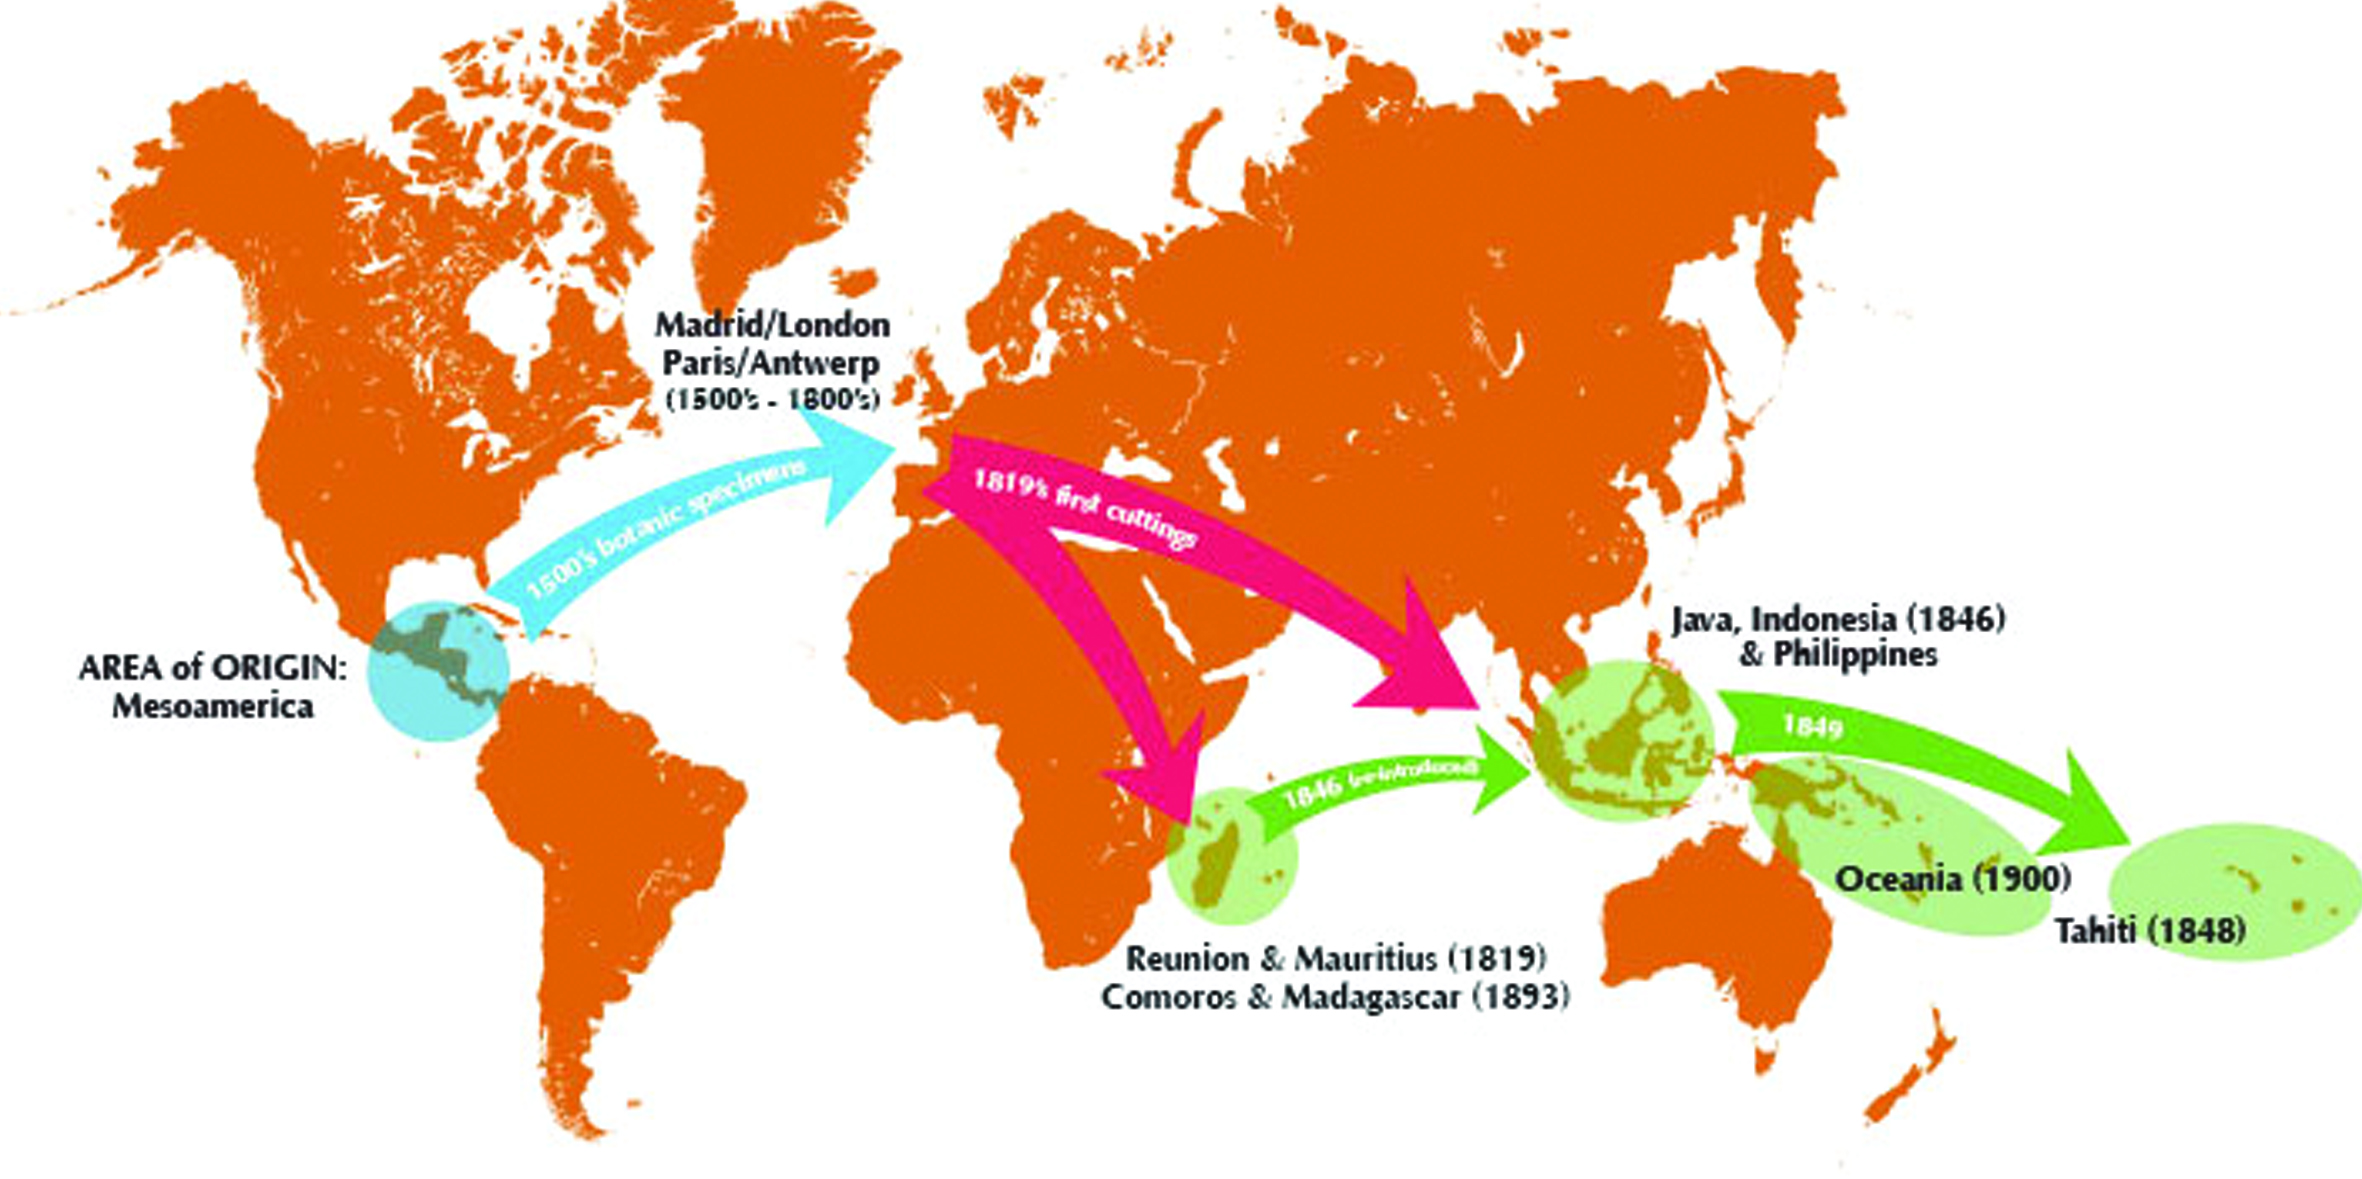 Madrid/London
Paris/Antwerp
(1500's - 1800's)
1500's botanic specimens
1819's first cuttings
AREA of ORIGIN:
Mesoamerica
Java, Indonesia (1846)
& Philippines
1849
1846 (re-introduced)
Oceania (1900)
Tahiti (1848)
Reunion & Mauritius (1819)
Comoros & Madagascar (1893)